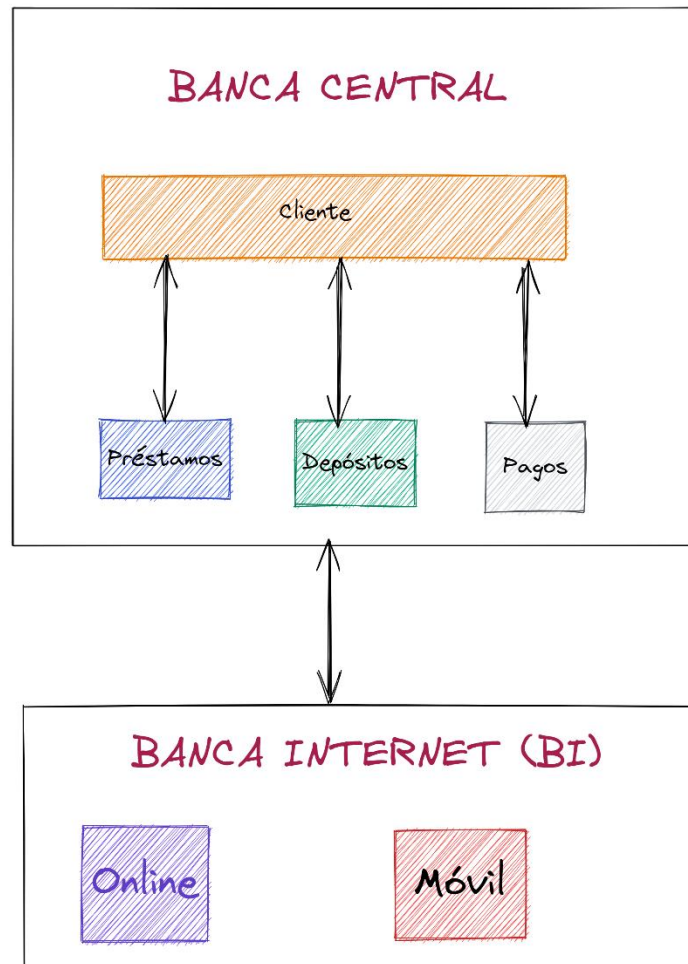 BANCA CENTRAL
Cliente
Préstamos
Depósitos
Pagos
BANCA INTERNET (BI)
Online
Móvil